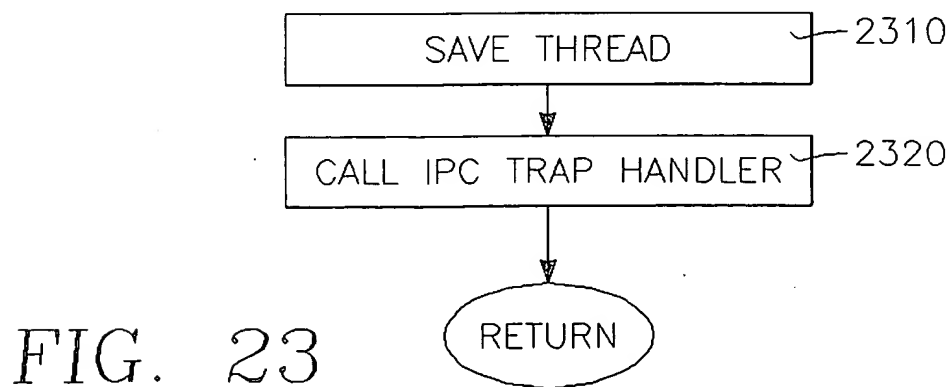 SAVE THREAD
2310
CALL IPC TRAP HANDLER
2320
RETURN
FIG. 23